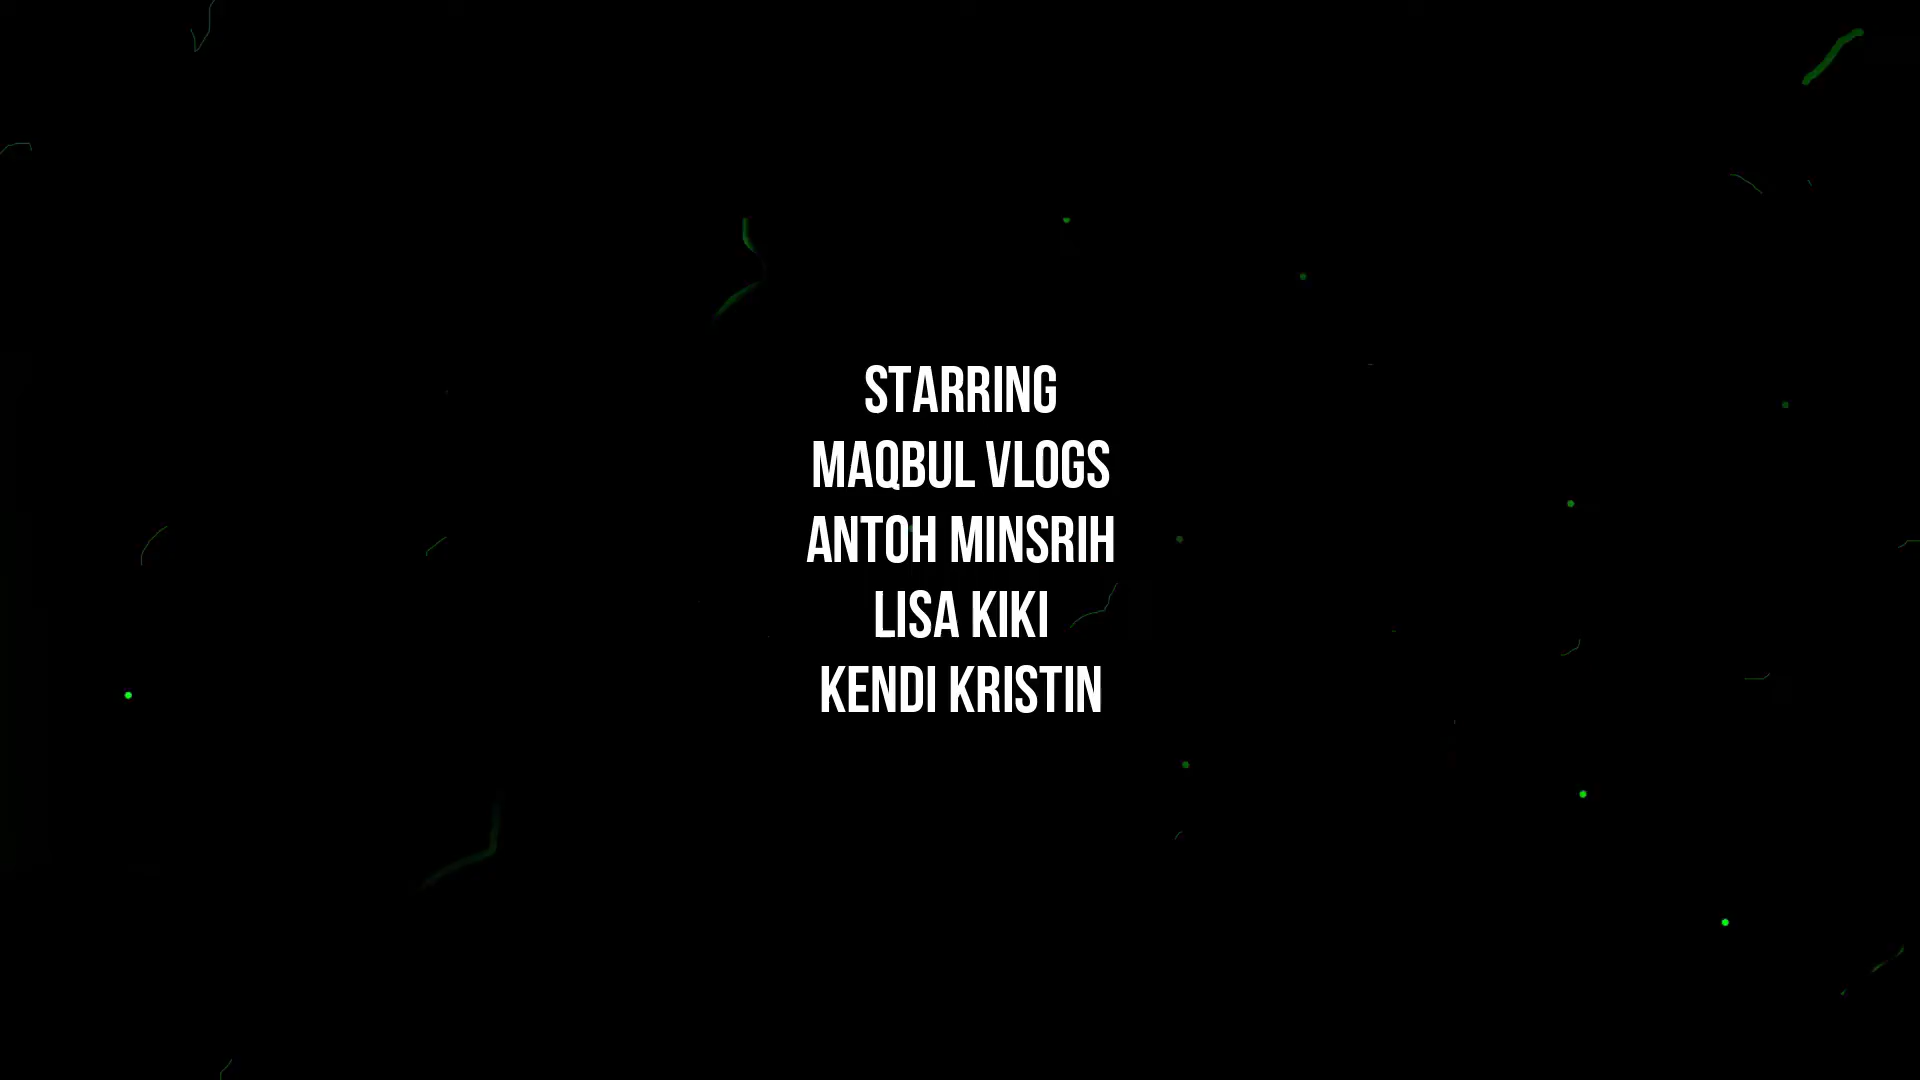 STARRING
MAQBUL VLOGS
ANTOH MINSRIH
LISA KIKI
KENDI KRISTIN